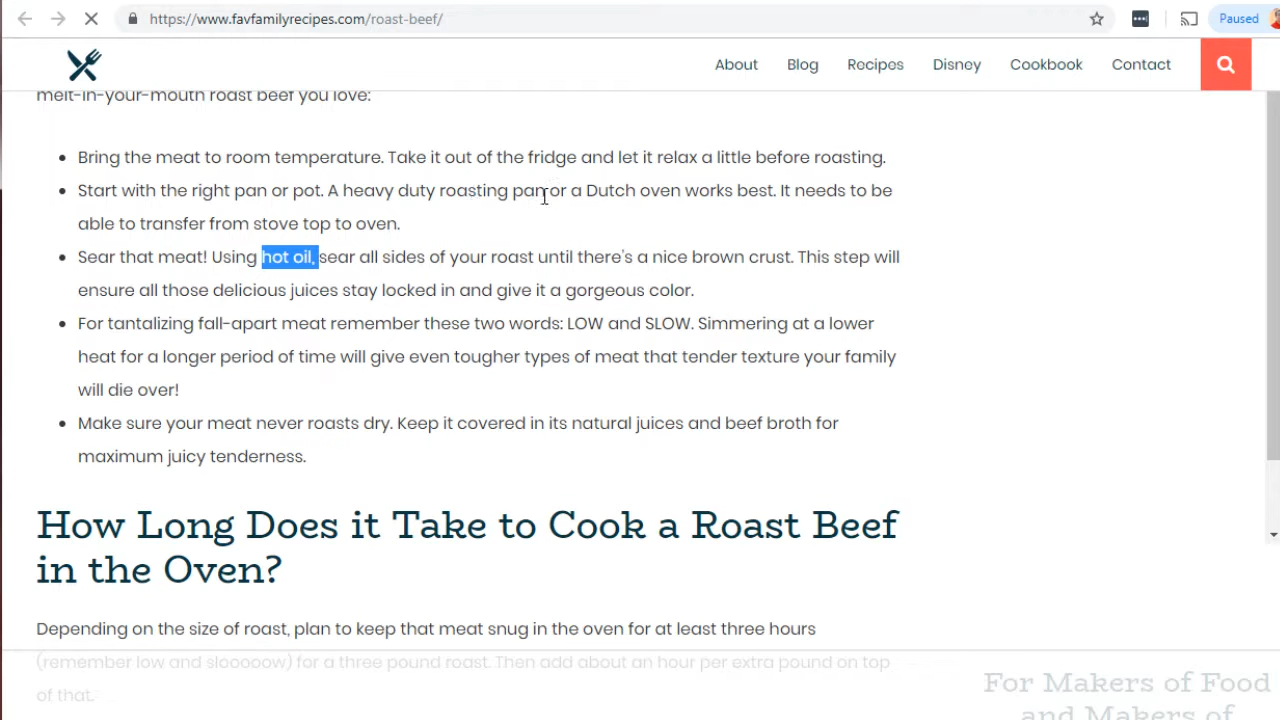 https://www.favfamilyrecipes.com/roast-beef/
Paused
About Blog Recipes Disney Cookbook Contact
melt-in-your-mouth roast beef you love:
Bring the meat to room temperature. Take it out of the fridge and let it relax a little before roasting.
Start with the right pan or pot. A heavy duty roasting pan or a Dutch oven works best. It needs to be
able to transfer from stove top to oven.
Sear that meat! Using hot oil, sear all sides of your roast until there's a nice brown crust. This step will
ensure all those delicious juices stay locked in and give it a gorgeous color.
For tantalizing fall-apart meat remember these two words: LOW and SLOW. Simmering at a lower
heat for a longer period of time will give even tougher types of meat that tender texture your family
will die over!
Make sure your meat never roasts dry. Keep it covered in its natural juices and beef broth for
maximum juicy tenderness.
How Long Does it Take to Cook a Roast Beef
in the Oven?
Depending on the size of roast, plan to keep that meat snug in the oven for at least three hours
(remember low and slooooow) for a three pound roast. Then add about an hour per extra pound on top
of that.
For Makers of Food
and Makers of